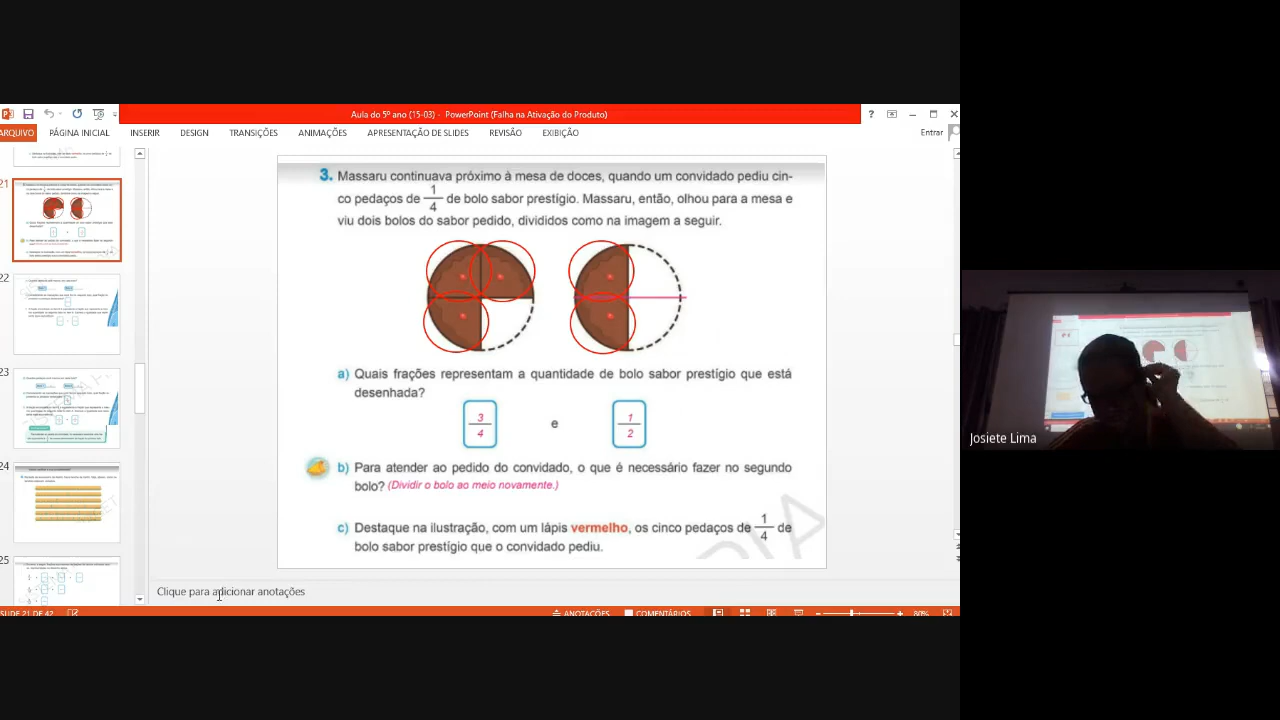 Aula do 5º ano (15-03) - PowerPoint (Falha na Ativação do Produto)
ARQUIVO PÁGINA INICIAL INSERIR DESIGN TRANSIÇÕES ANIMAÇÕES APRESENTAÇÃO DE SLIDES REVISÃO EXIBIÇÃO
Entrar
21
22
23
24
25
3. Massaru continuava próximo à mesa de doces, quando um convidado pediu cin-
co pedaços de 1/4 de bolo sabor prestígio. Massaru, então, olhou para a mesa e
viu dois bolos do sabor pedido, divididos como na imagem a seguir.
a) Quais frações representam a quantidade de bolo sabor prestígio que está
desenhada?
3/4 e 1/2
b) Para atender ao pedido do convidado, o que é necessário fazer no segundo
bolo? (Dividir o bolo ao meio novamente.)
c) Destaque na ilustração, com um lápis vermelho, os cinco pedaços de 1/4 de
bolo sabor prestígio que o convidado pediu.
Clique para adicionar anotações
SLIDE 21 DE 42 ANOTAÇÕES COMENTÁRIOS 80%
Josiete Lima